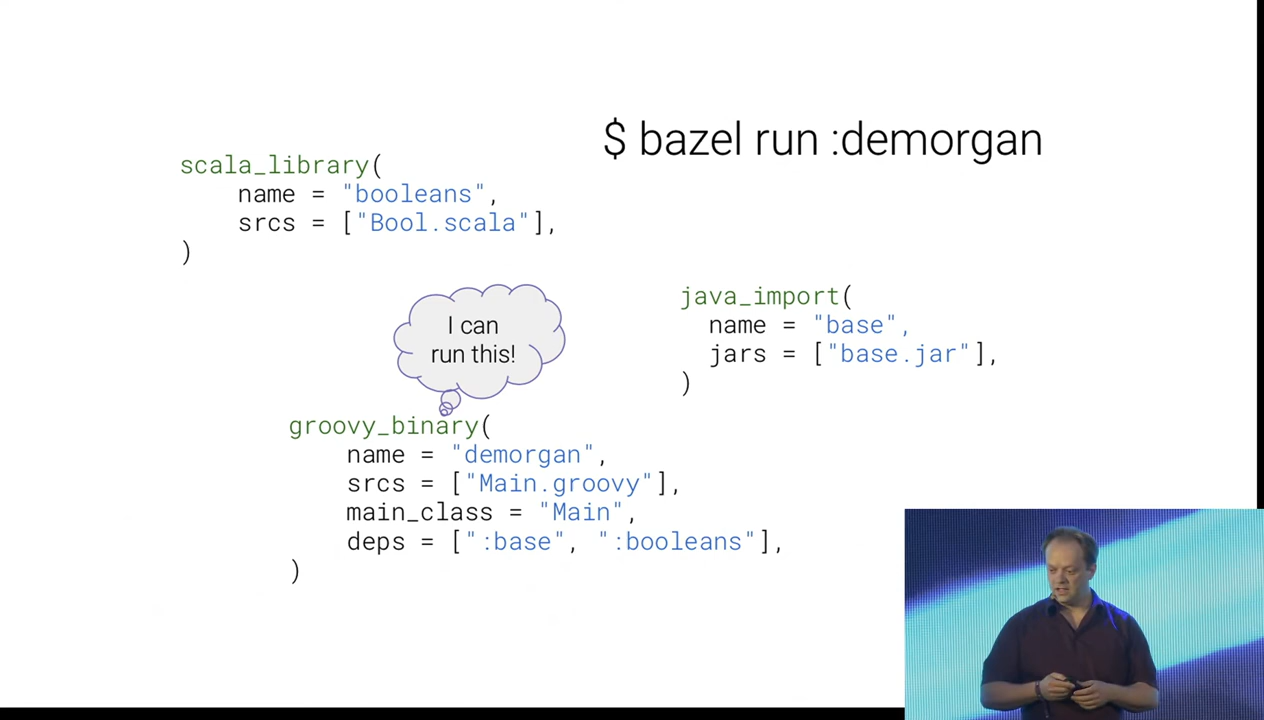 $ bazel run :demorgan
scala_library(
name = "booleans",
srcs = ["Bool.scala"],
)
java_import(
name = "base",
jars = ["base.jar"],
)
I can
run this!
groovy_binary(
name = "demorgan",
srcs = ["Main.groovy"],
main_class = "Main",
deps = [":base", ":booleans"],
)